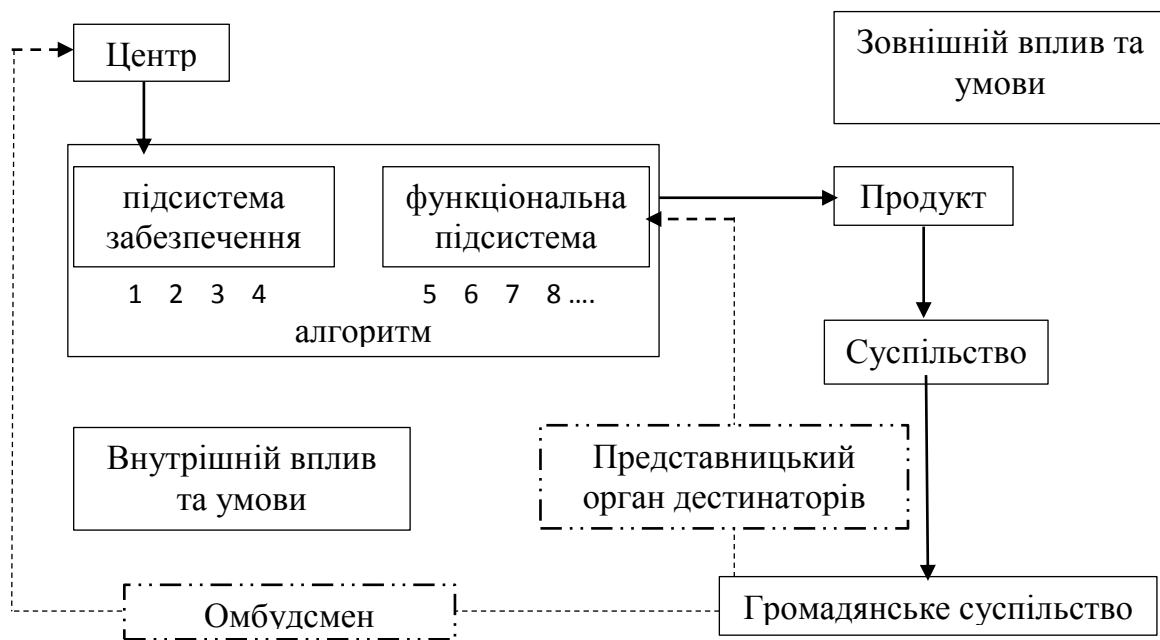 Центр
Зовнішній вплив та
умови
підсистема
забезпечення
функціональна
підсистема
Продукт
1 2 3 4
5 6 7 8 ....
алгоритм
Суспільство
Внутрішній вплив
та умови
Представницький
орган дестинаторів
Омбудсмен
Громадянське суспільство